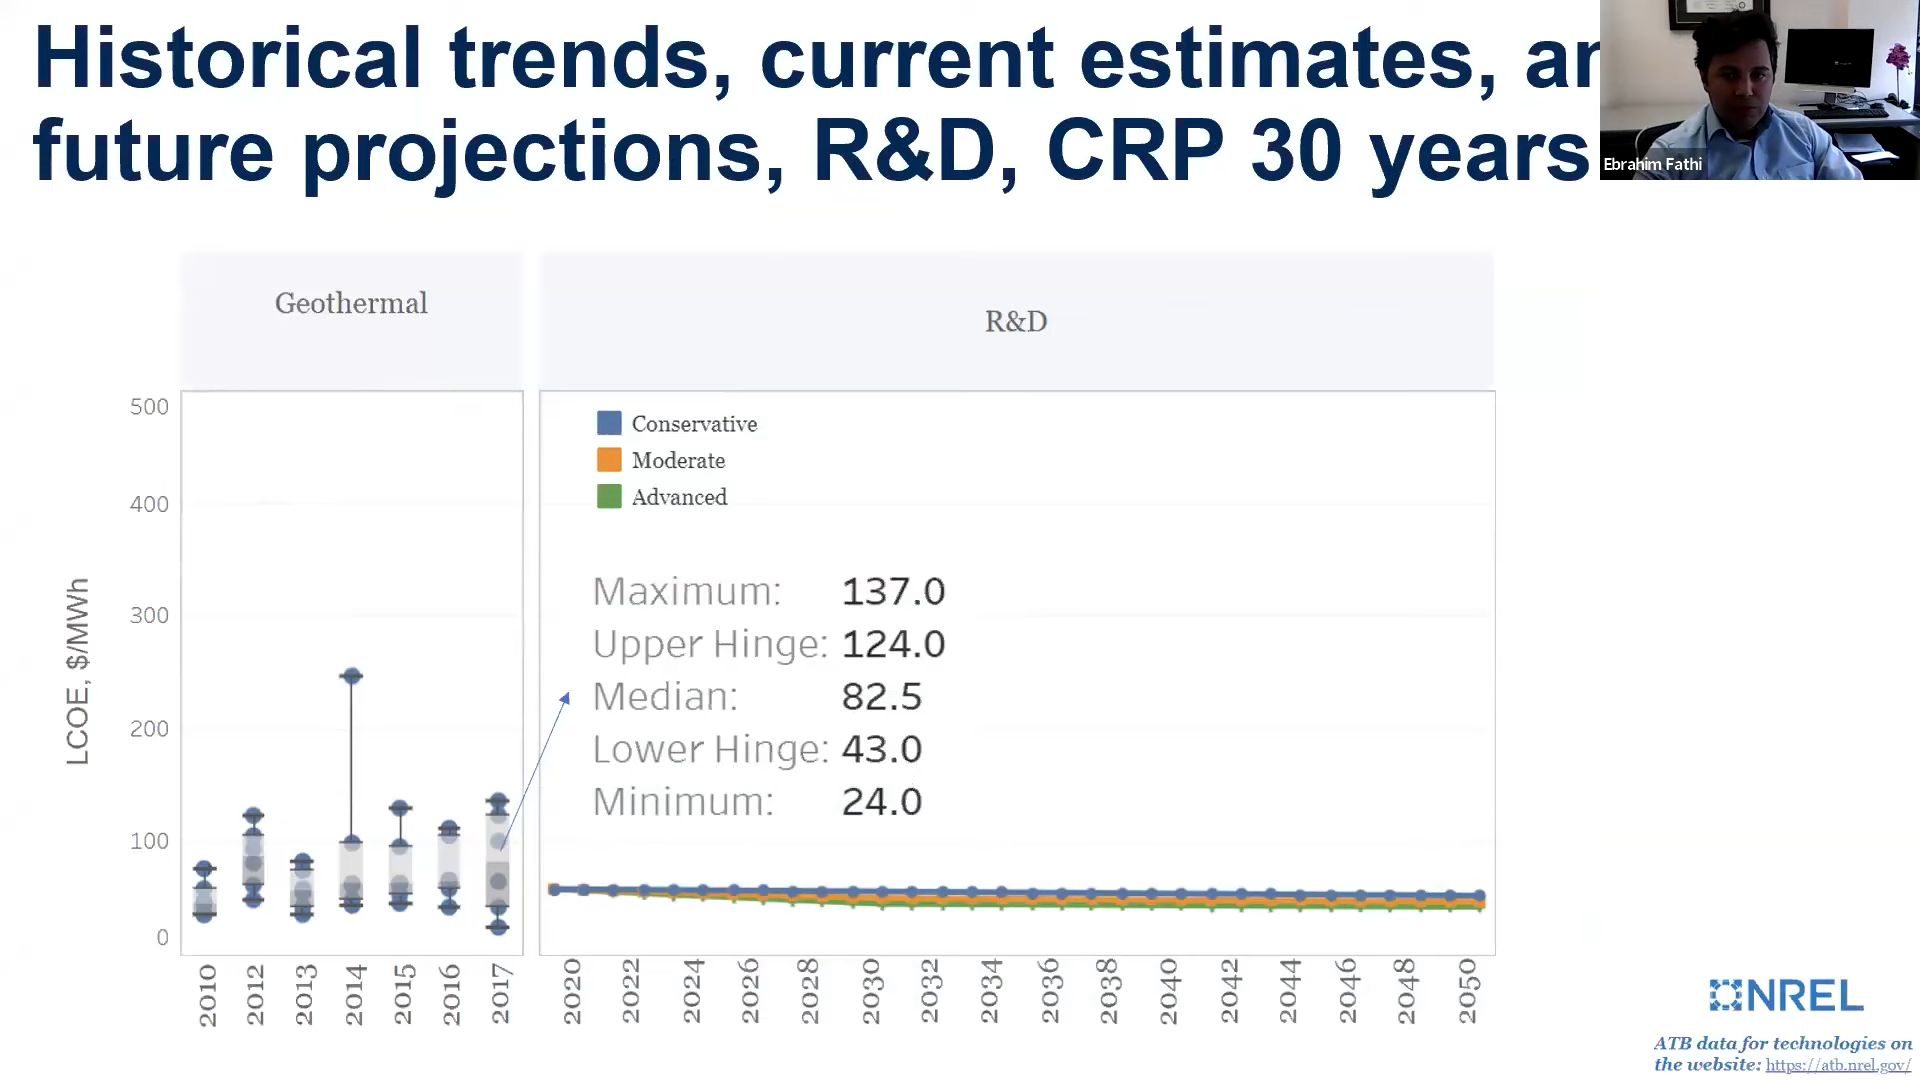 Historical trends, current estimates, an
future projections, R&D, CRP 30 years
Ebrahim Fathi
Geothermal
R&D
500
400
300
200
100
0
LCOE, $/MWh
Conservative
Moderate
Advanced
Maximum: 137.0
Upper Hinge: 124.0
Median: 82.5
Lower Hinge: 43.0
Minimum: 24.0
2010 2012 2013 2014 2015 2016 2017
2020 2022 2024 2026 2028 2030 2032 2034 2036 2038 2040 2042 2044 2046 2048 2050
NREL
ATB data for technologies on
the website: https://atb.nrel.gov/